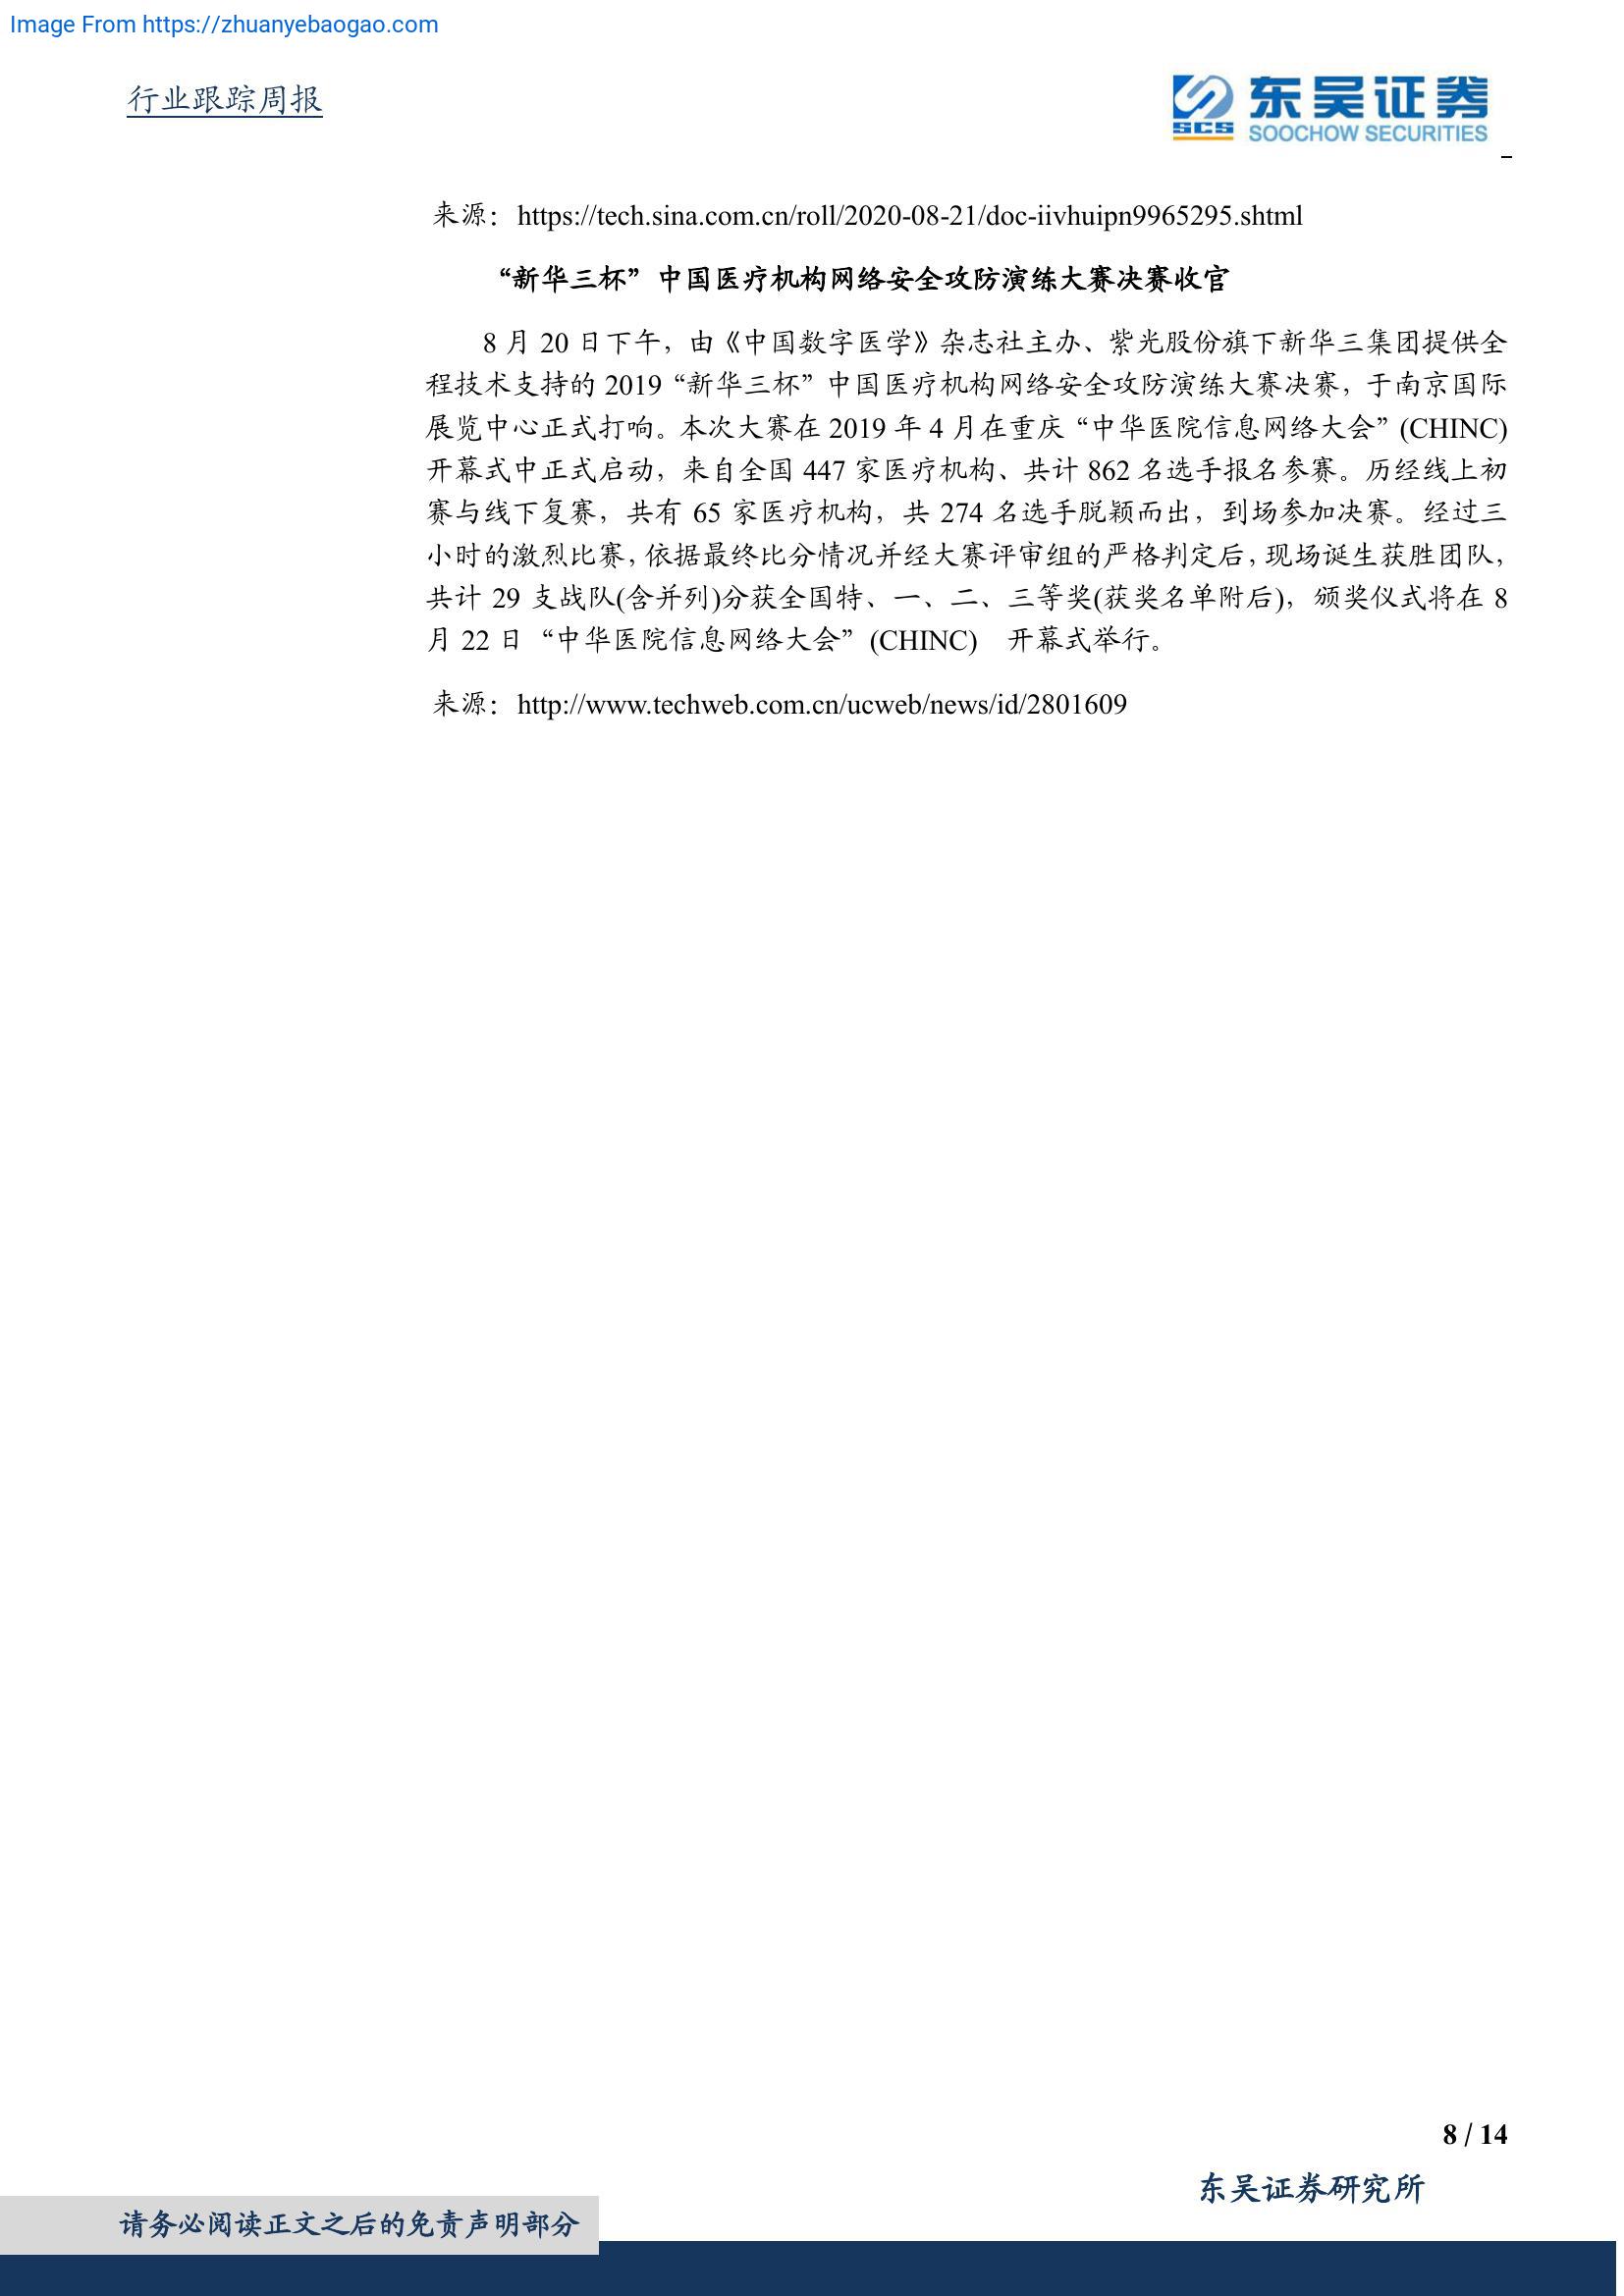 Image From https://zhuanyebaogao.com
行业跟踪周报
东吴证券
SCS
SOOCHOW SECURITIES
来源：https://tech.sina.com.cn/roll/2020-08-21/doc-iivhuipn9965295.shtml
“新华三杯”中国医疗机构网络安全攻防演练大赛决赛收官
8 月 20 日下午，由《中国数字医学》杂志社主办、紫光股份旗下新华三集团提供全
程技术支持的 2019“新华三杯”中国医疗机构网络安全攻防演练大赛决赛，于南京国际
展览中心正式打响。本次大赛在 2019 年 4 月在重庆“中华医院信息网络大会”(CHINC)
开幕式中正式启动，来自全国 447 家医疗机构、共计 862 名选手报名参赛。历经线上初
赛与线下复赛，共有 65 家医疗机构，共 274 名选手脱颖而出，到场参加决赛。经过三
小时的激烈比赛，依据最终比分情况并经大赛评审组的严格判定后，现场诞生获胜团队，
共计 29 支战队(含并列)分获全国特、一、二、三等奖(获奖名单附后)，颁奖仪式将在 8
月 22 日“中华医院信息网络大会”(CHINC)　开幕式举行。
来源：http://www.techweb.com.cn/ucweb/news/id/2801609
8 / 14
东吴证券研究所
请务必阅读正文之后的免责声明部分